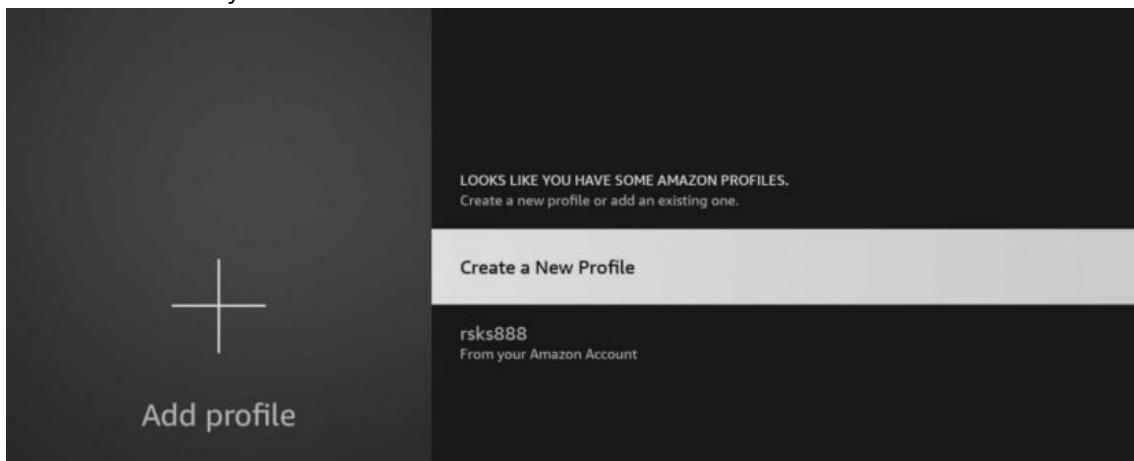 Add profile
LOOKS LIKE YOU HAVE SOME AMAZON PROFILES.
Create a new profile or add an existing one.
Create a New Profile
rsks888
From your Amazon Account